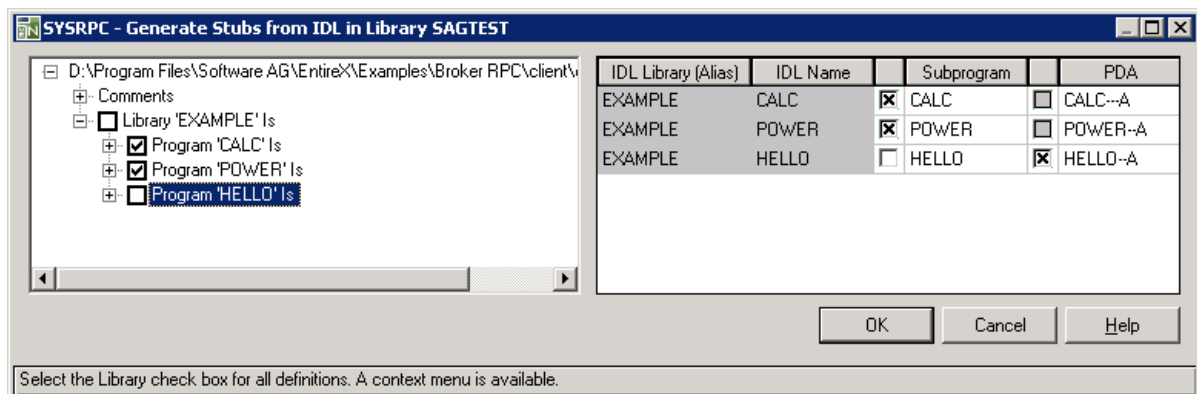 SYSRPC - Generate Stubs from IDL in Library SAGTEST
D:\Program Files\Software AG\EntireX\Examples\Broker RPC\client\
Comments
Library 'EXAMPLE' Is
Program 'CALC' Is
Program 'POWER' Is
Program 'HELLO' Is
IDL Library (Alias) IDL Name Subprogram PDA
EXAMPLE CALC CALC CALC---A
EXAMPLE POWER POWER POWER--A
EXAMPLE HELLO HELLO HELLO--A
OK Cancel Help
Select the Library check box for all definitions. A context menu is available.